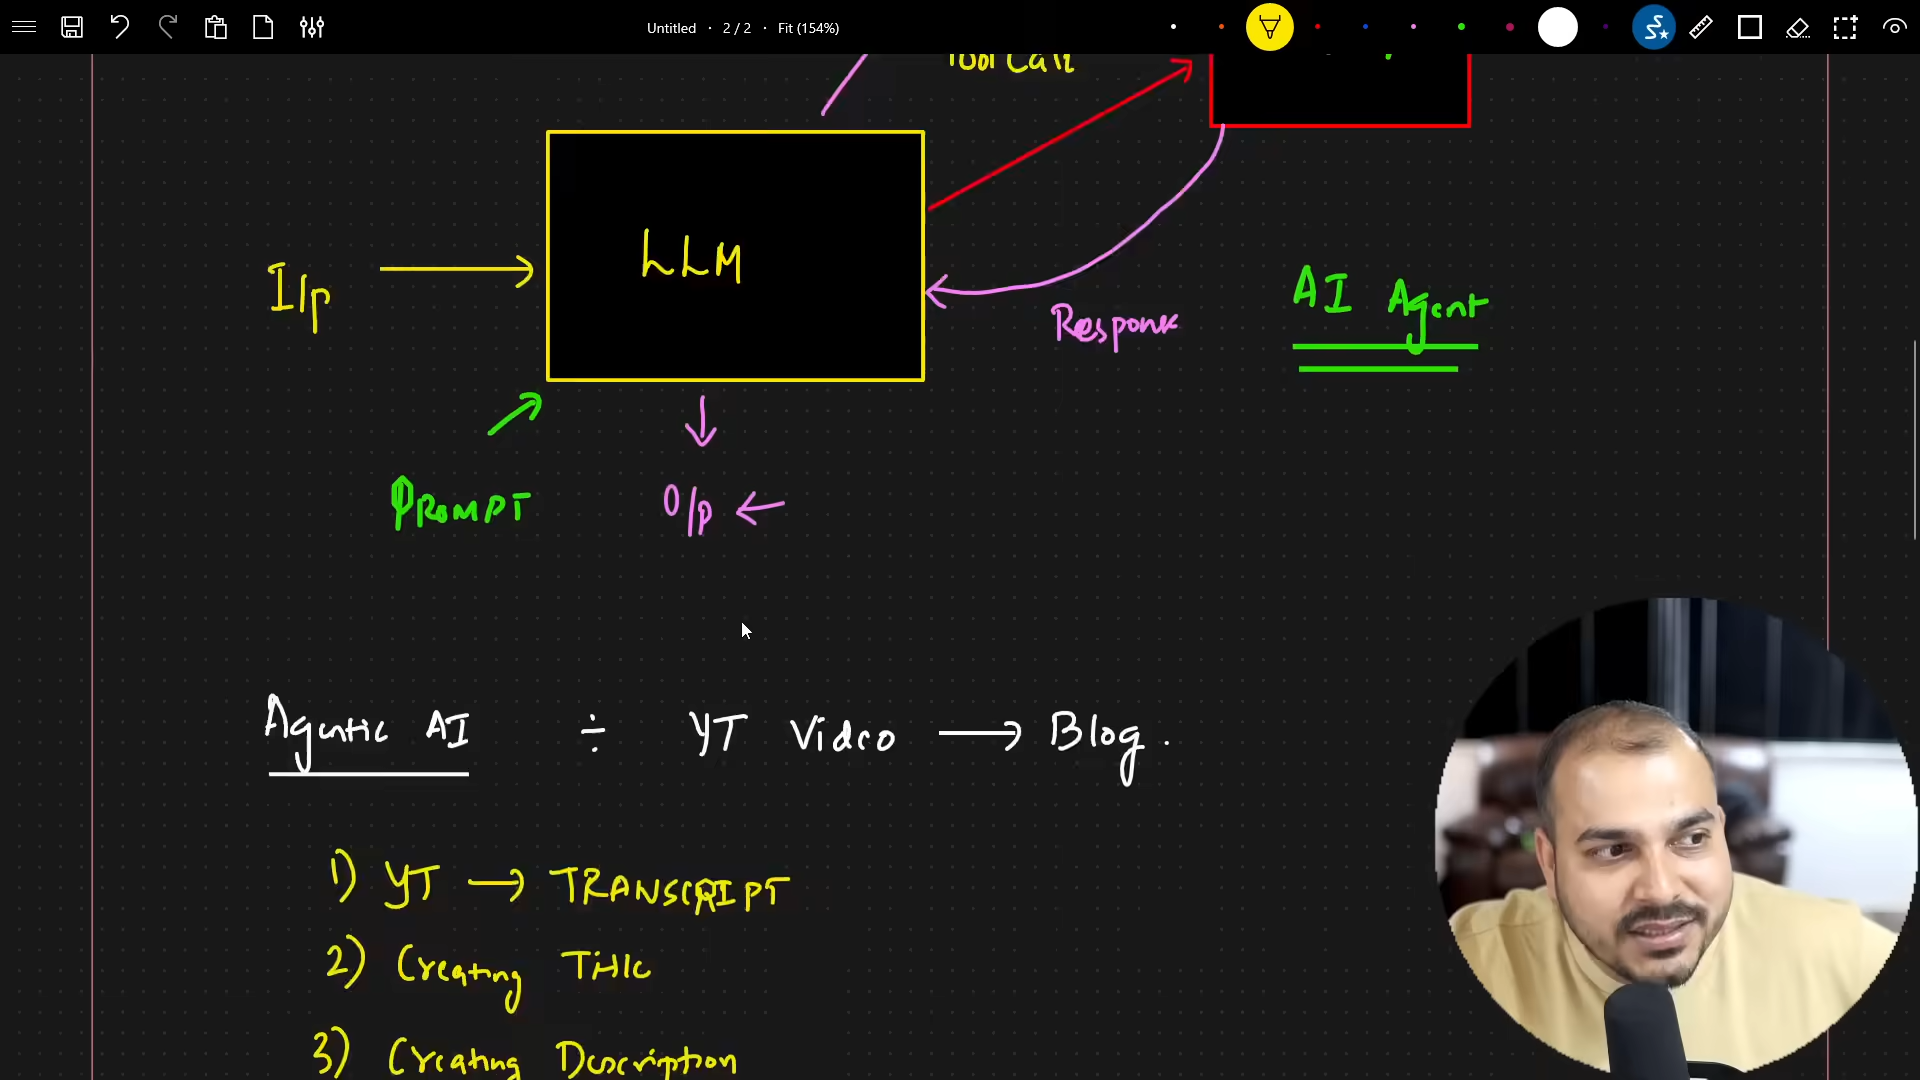 Untitled · 2 / 2 · Fit (154%)
Tool Call
LLM
I/p
Response
AI Agent
PROMPT
O/p
Agentic AI ÷ YT Video → Blog.
1) YT → TRANSCRIPT
2) Creating Title
3) Creating Description